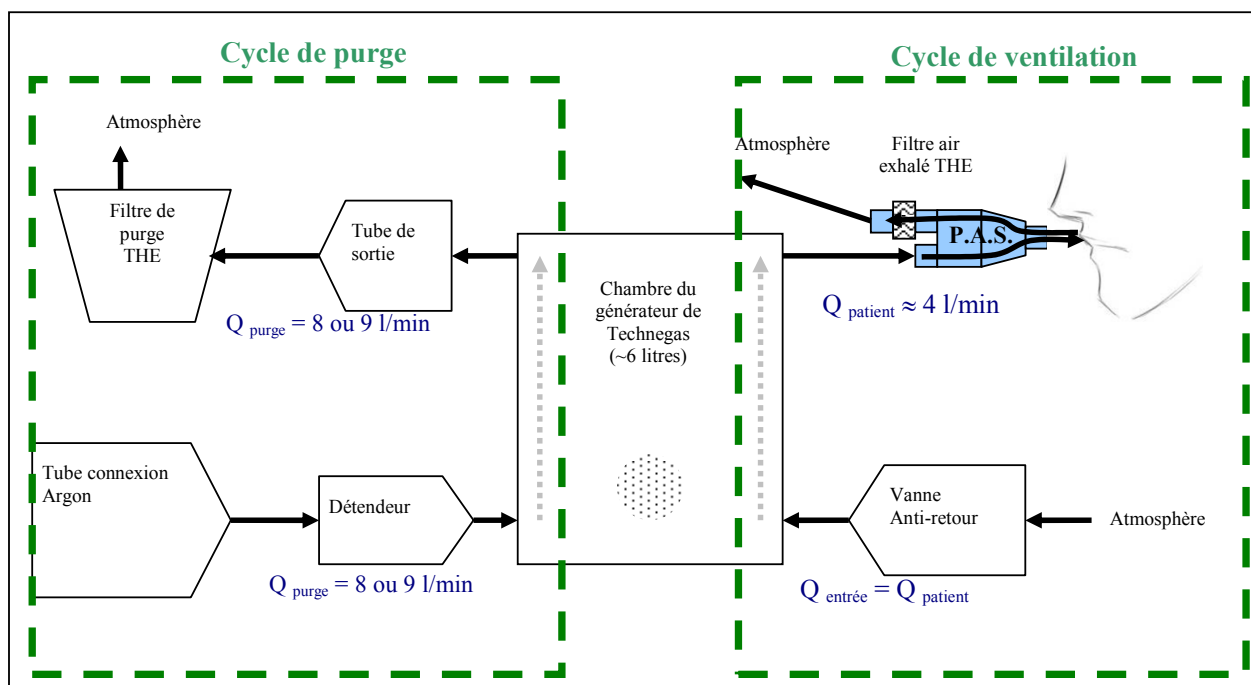 Cycle de purge
Atmosphère
Filtre de
purge
THE
Tube de
sortie
Q purge = 8 ou 9 l/min
Tube connexion
Argon
Détendeur
Q purge = 8 ou 9 l/min
Chambre du
générateur de
Technegas
(~6 litres)
Cycle de ventilation
Atmosphère
Filtre air
exhalé THE
P.A.S.
Q patient ≈ 4 l/min
Vanne
Anti-retour
Atmosphère
Q entrée = Q patient